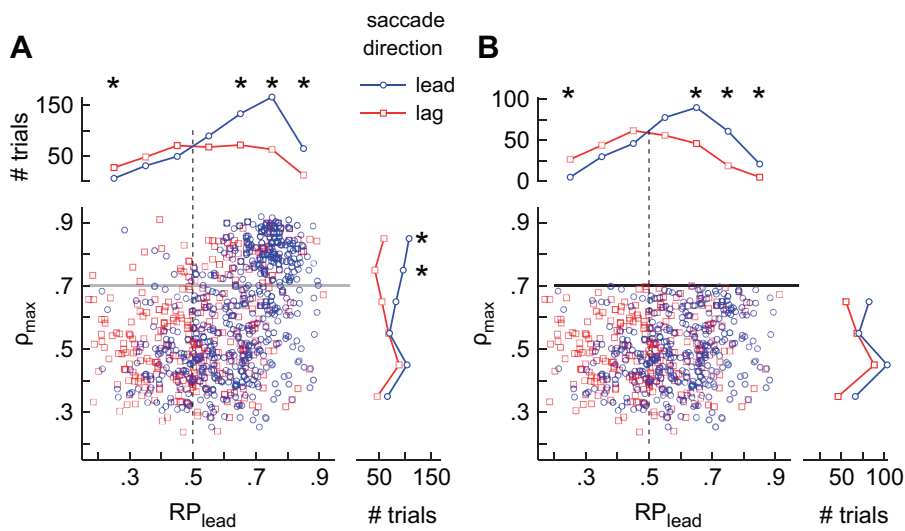 A
saccade
direction
lead
lag
B
* * * *
* * * *
# trials
150
50
100
50
0
ρmax
.9
.7
.5
.3
*
*
ρmax
.9
.7
.5
.3
.3 .5 .7 .9
RPlead
50 150
# trials
.3 .5 .7 .9
RPlead
50 100
# trials